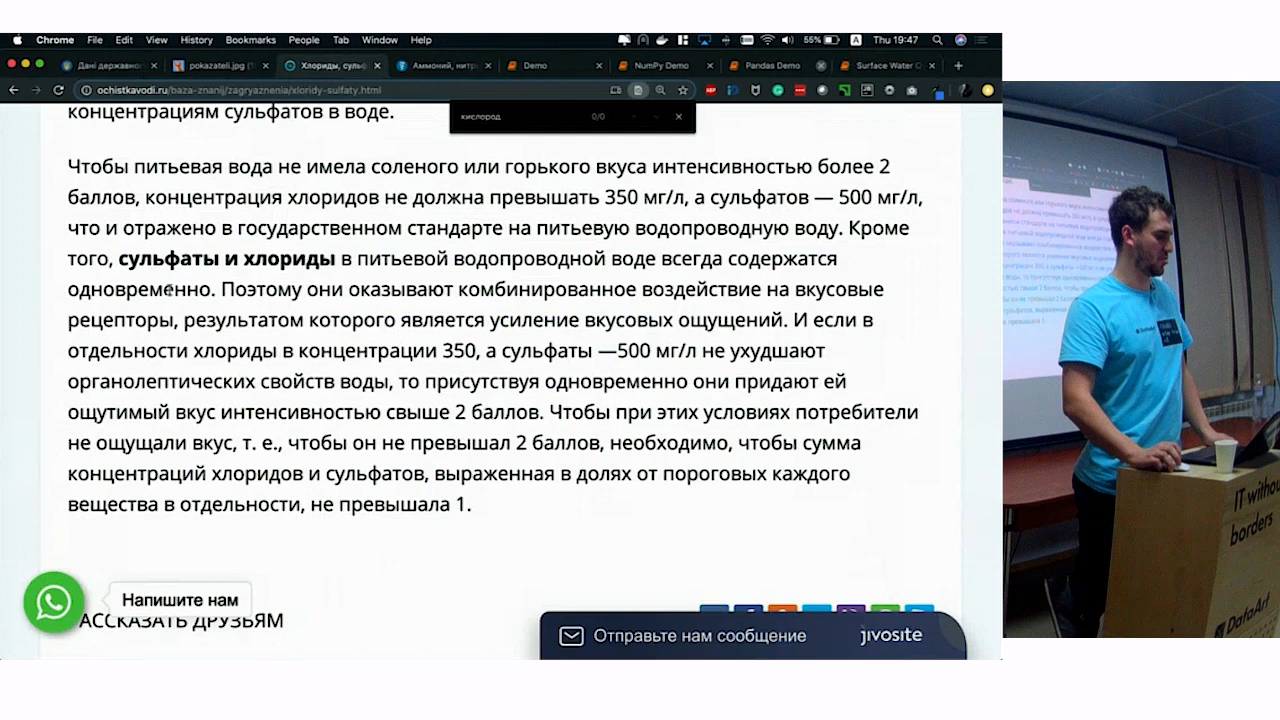 Chrome File Edit View History Bookmarks People Tab Window Help 55% A Thu 19:47
Дані державно × pokazateli.jpg (1 × Хлориды, суль × Аммоний, нитр × Demo × NumPy Demo × Pandas Demo × Surface Water Q × +
ochistkavodi.ru/baza-znanij/zagryaznenia/xloridy-sulfaty.html
кислород 0/0
концентрациям сульфатов в воде.
Чтобы питьевая вода не имела соленого или горького вкуса интенсивностью более 2
баллов, концентрация хлоридов не должна превышать 350 мг/л, а сульфатов — 500 мг/л,
что и отражено в государственном стандарте на питьевую водопроводную воду. Кроме
того, сульфаты и хлориды в питьевой водопроводной воде всегда содержатся
одновременно. Поэтому они оказывают комбинированное воздействие на вкусовые
рецепторы, результатом которого является усиление вкусовых ощущений. И если в
отдельности хлориды в концентрации 350, а сульфаты —500 мг/л не ухудшают
органолептических свойств воды, то присутствуя одновременно они придают ей
ощутимый вкус интенсивностью свыше 2 баллов. Чтобы при этих условиях потребители
не ощущали вкус, т. е., чтобы он не превышал 2 баллов, необходимо, чтобы сумма
концентраций хлоридов и сульфатов, выраженная в долях от пороговых каждого
вещества в отдельности, не превышала 1.
Напишите нам
АССКАЗАТЬ ДРУЗЬЯМ
Отправьте нам сообщение jivosite
IT without
borders
DataArt